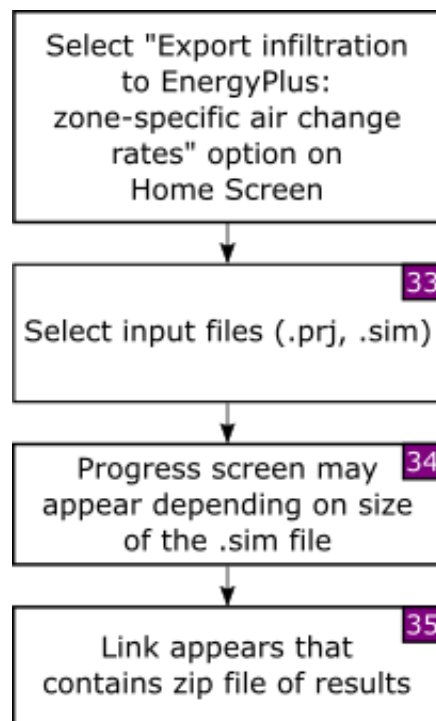 Select "Export infiltration
to EnergyPlus:
zone-specific air change
rates" option on
Home Screen
33
Select input files (.prj, .sim)
34
Progress screen may
appear depending on size
of the .sim file
35
Link appears that
contains zip file of results